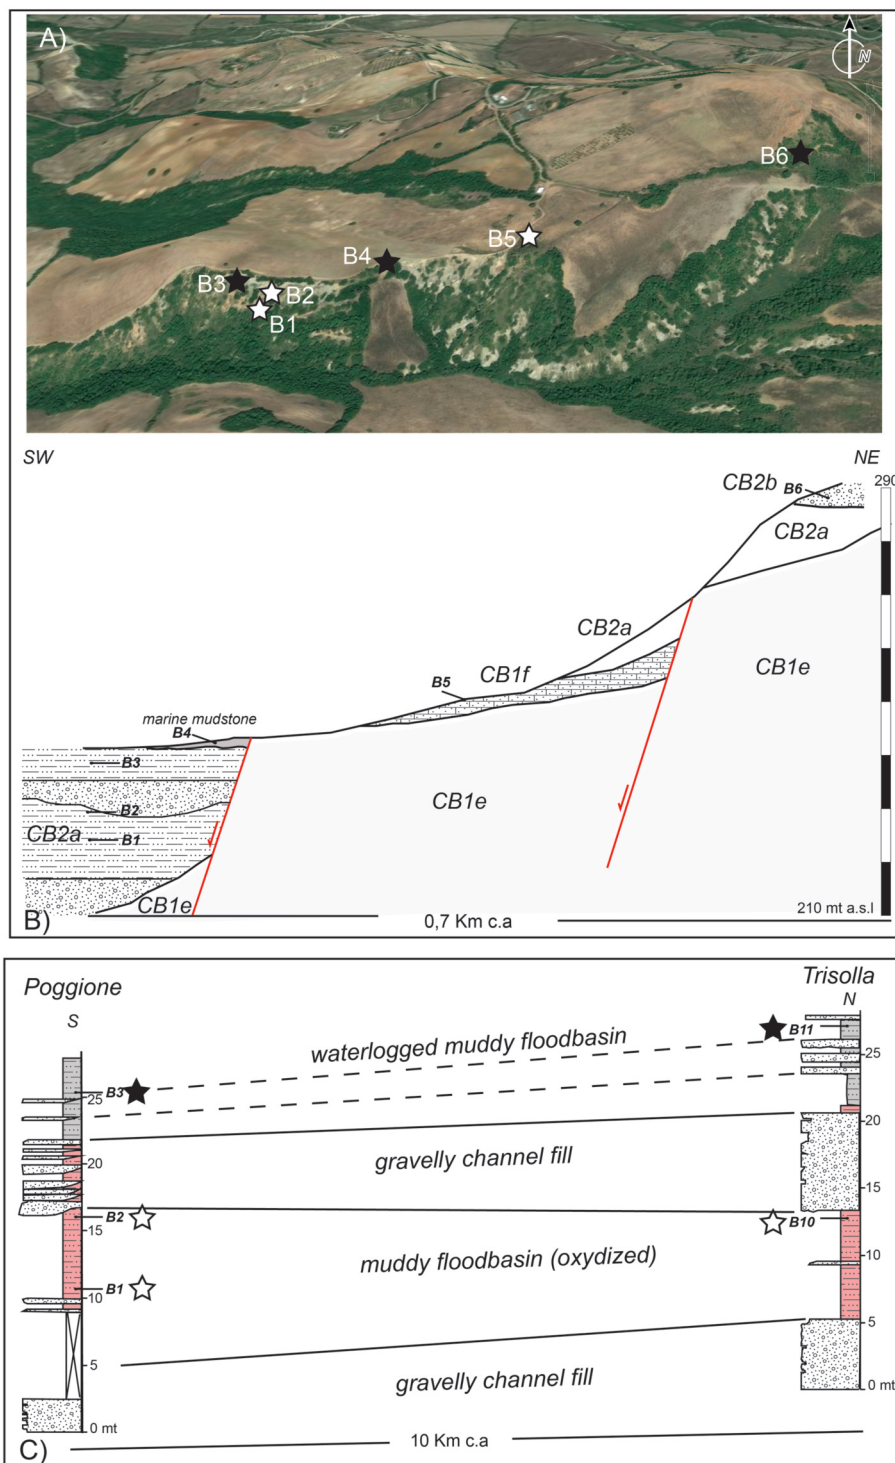 A)
N
B6
B5
B4
B3
B2
B1
SW
NE
CB2b
B6
290
CB2a
CB2a
CB1f
CB1e
B5
marine mudstone
B4
B3
CB1e
B2
CB2a
B1
CB1e
210 mt a.s.l
B)
0,7 Km c.a
Poggione
Trisolla
S
N
waterlogged muddy floodbasin
B11
B3
25
25
20
gravelly channel fill
20
15
B2
B10
15
muddy floodbasin (oxydized)
10
B1
10
5
5
gravelly channel fill
0 mt
0 mt
C)
10 Km c.a